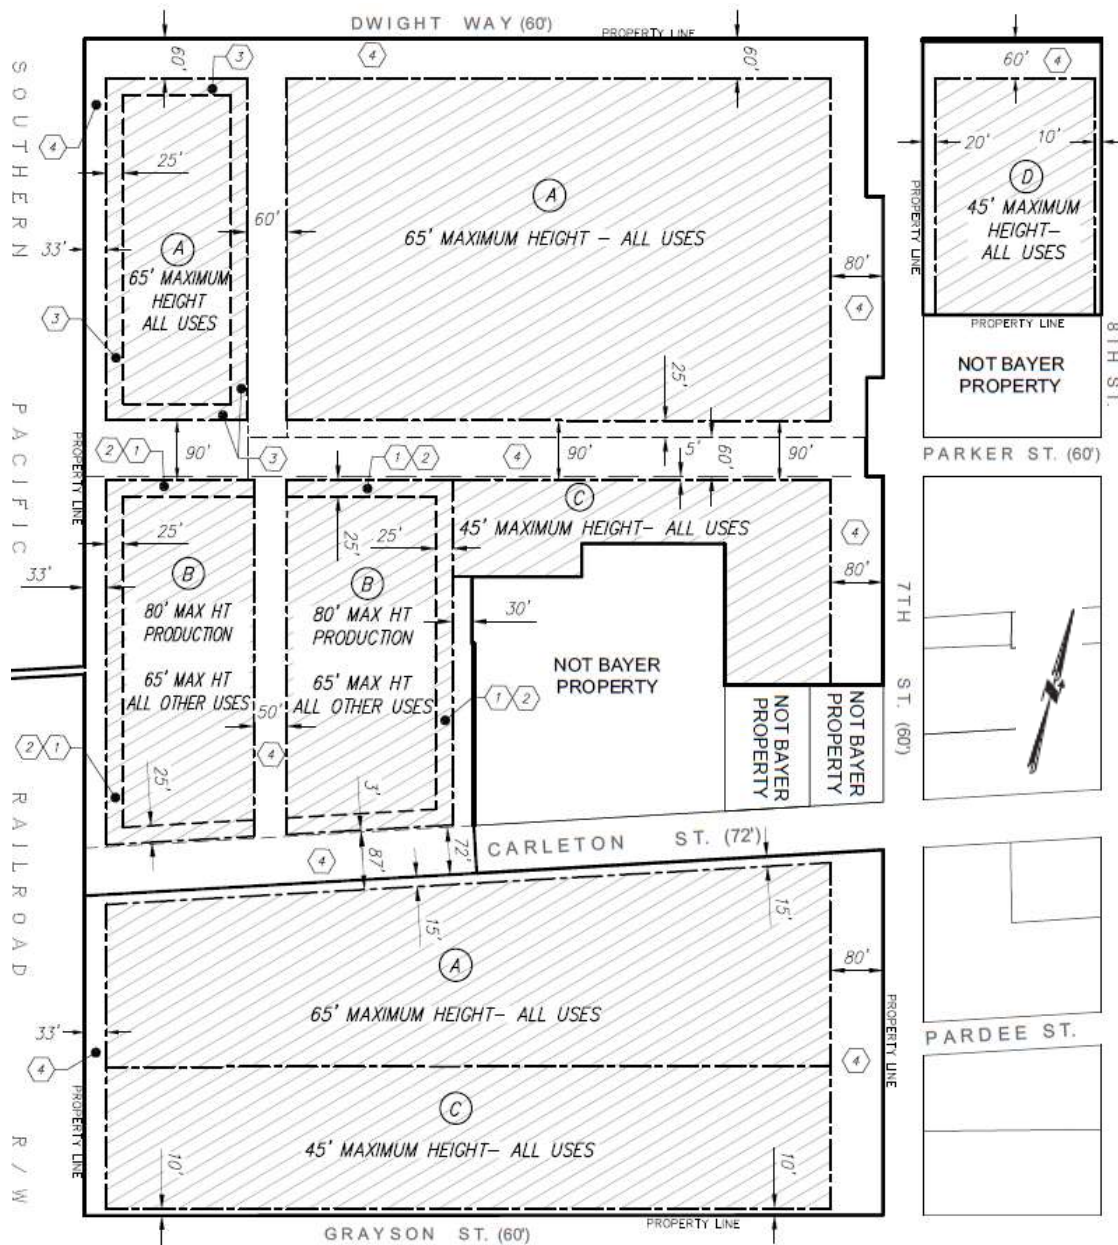 DWIGHT WAY (60')
PROPERTY LINE
60'
3
4
60'
60'
4
SOUTHERN
PACIFIC
RAILROAD
R/W
4
25'
20'
10'
A
60'
A
65' MAXIMUM HEIGHT - ALL USES
D
45' MAXIMUM
HEIGHT-
ALL USES
PROPERTY LINE
33'
65' MAXIMUM
HEIGHT
ALL USES
80'
4
3
PROPERTY LINE
NOT BAYER
PROPERTY
8TH ST.
25'
PROPERTY LINE
2 1
90'
3
1 2
4
90'
5'
60'
90'
PARKER ST. (60')
C
45' MAXIMUM HEIGHT- ALL USES
4
25'
25'
25'
33'
B
B
80'
80' MAX HT
PRODUCTION
80' MAX HT
PRODUCTION
30'
7TH ST. (60')
65' MAX HT
ALL OTHER USES
65' MAX HT
ALL OTHER USES
NOT BAYER
PROPERTY
1 2
50'
4
NOT BAYER
PROPERTY
NOT BAYER
PROPERTY
2 1
25'
3'
4
87'
72'
CARLETON ST. (72')
15'
15'
A
80'
65' MAXIMUM HEIGHT- ALL USES
PROPERTY LINE
33'
4
4
PARDEE ST.
C
PROPERTY LINE
45' MAXIMUM HEIGHT- ALL USES
10'
10'
GRAYSON ST. (60')
PROPERTY LINE